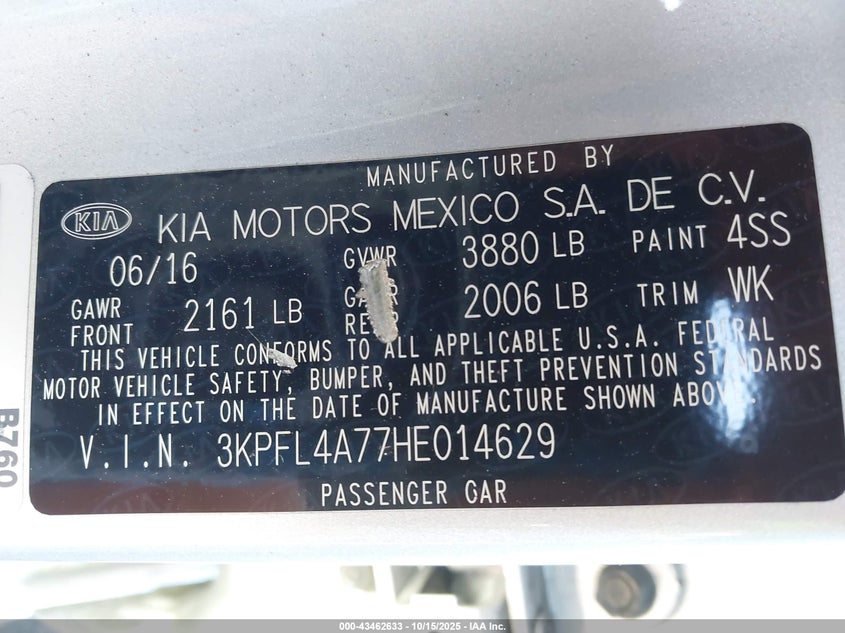 MANUFACTURED BY
KIA KIA MOTORS MEXICO S.A. DE C.V.
06/16 GVWR 3880 LB PAINT 4SS
GAWR FRONT 2161 LB GAWR REAR 2006 LB TRIM WK
THIS VEHICLE CONFORMS TO ALL APPLICABLE U.S.A. FEDERAL
MOTOR VEHICLE SAFETY, BUMPER, AND THEFT PREVENTION STANDARDS
IN EFFECT ON THE DATE OF MANUFACTURE SHOWN ABOVE.
V.I.N. 3KPFL4A77HE014629
PASSENGER CAR
B760
000-43462633 - 10/15/2025 - IAA Inc.